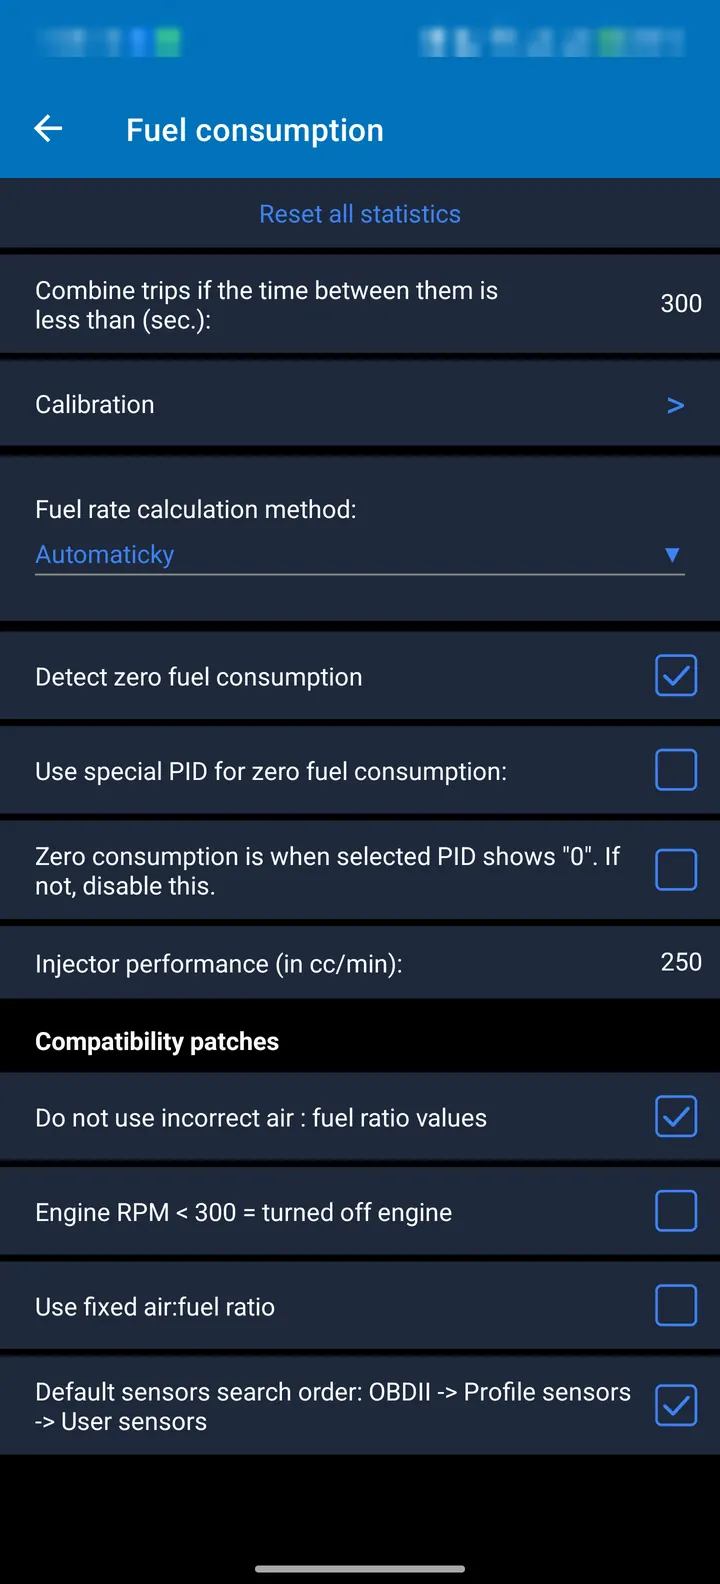 Fuel consumption
Reset all statistics
Combine trips if the time between them is
less than (sec.):
300
Calibration
>
Fuel rate calculation method:
Automaticky
Detect zero fuel consumption
Use special PID for zero fuel consumption:
Zero consumption is when selected PID shows "0". If
not, disable this.
Injector performance (in cc/min):
250
Compatibility patches
Do not use incorrect air : fuel ratio values
Engine RPM < 300 = turned off engine
Use fixed air:fuel ratio
Default sensors search order: OBDII -> Profile sensors
-> User sensors